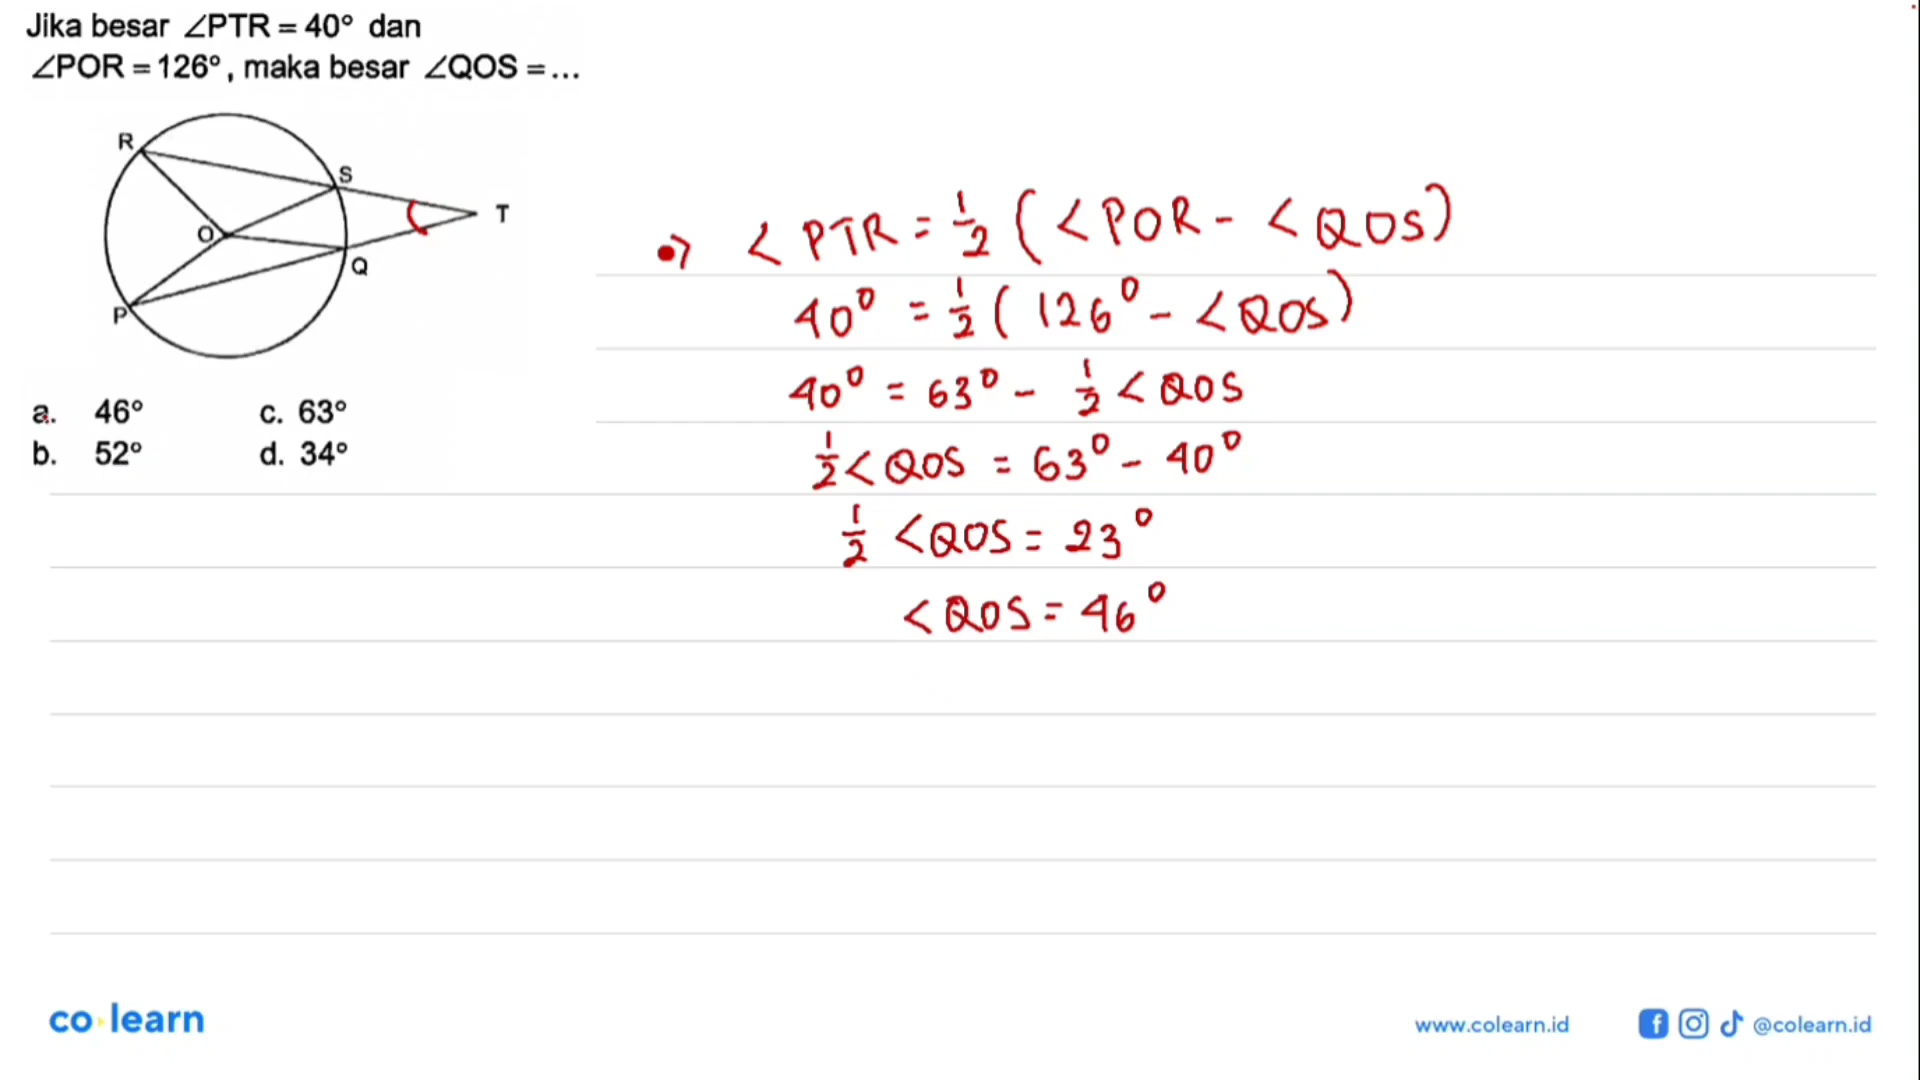 Jika besar ∠PTR = 40° dan
∠POR = 126°, maka besar ∠QOS = ...
R
S
T
O
Q
P
a. 46°
c. 63°
b. 52°
d. 34°
•> < PTR = 1/2 ( < POR - < QOS )
40° = 1/2 ( 126° - < QOS )
40° = 63° - 1/2 < QOS
1/2 < QOS = 63° - 40°
1/2 < QOS = 23°
< QOS = 46°
co learn
www.colearn.id
@colearn.id